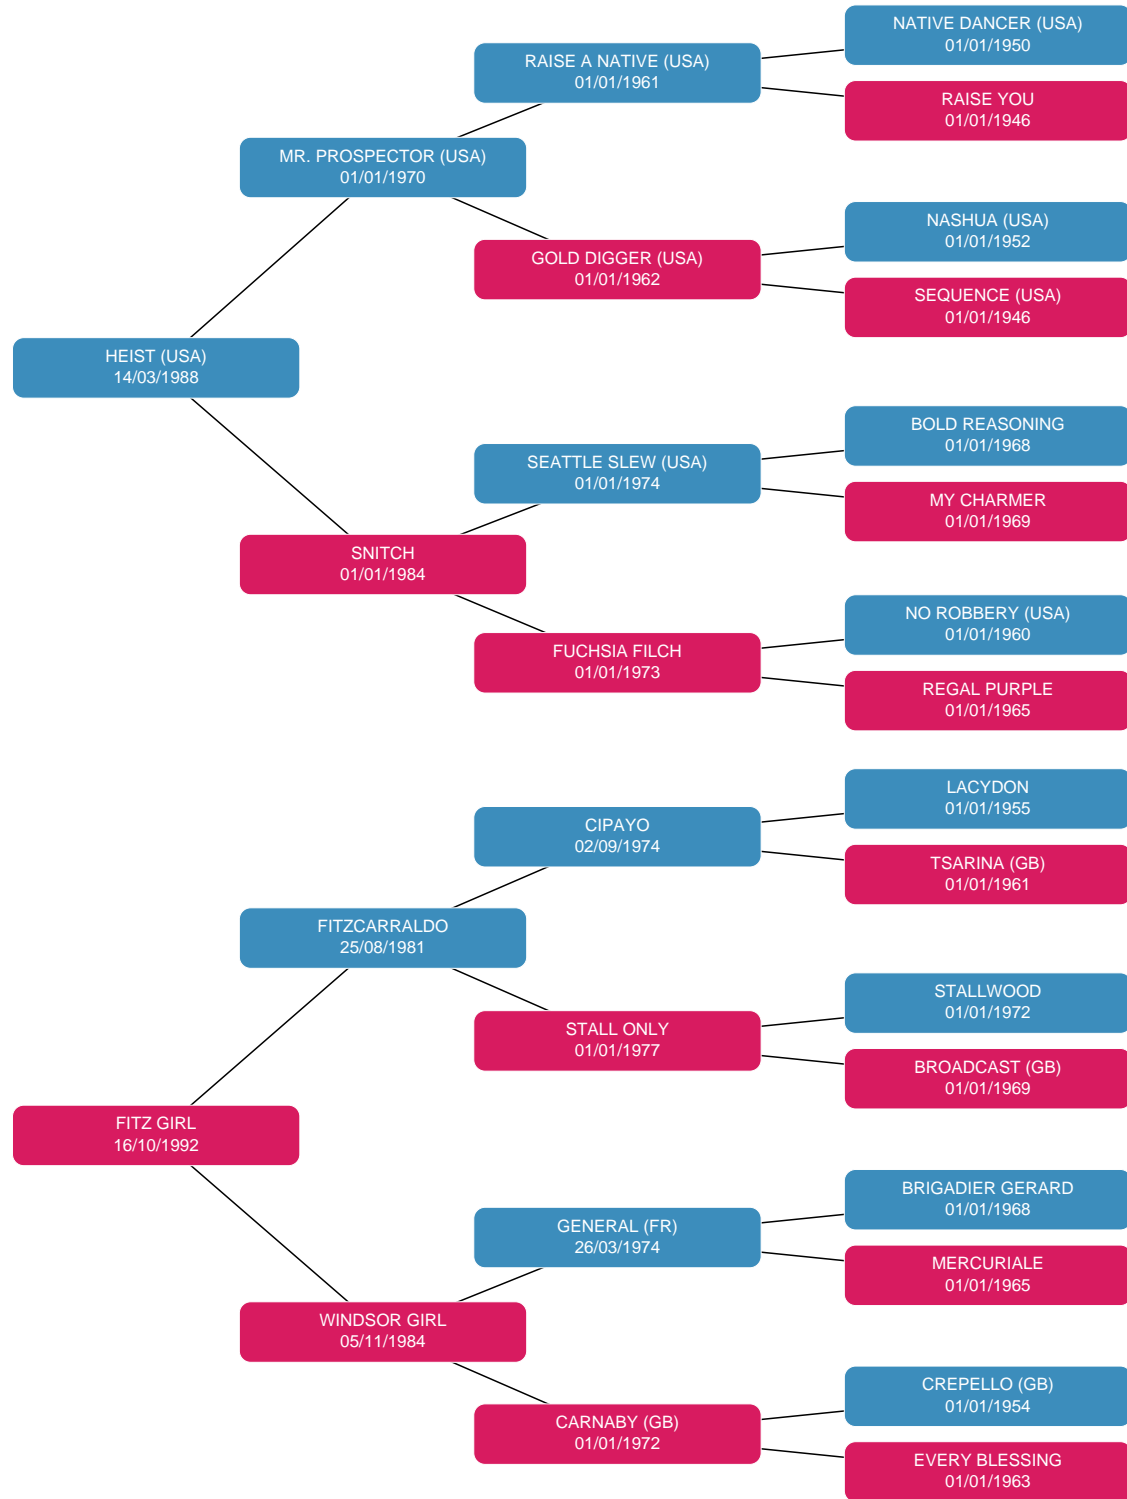 NATIVE DANCER (USA)
01/01/1950
RAISE A NATIVE (USA)
01/01/1961
RAISE YOU
01/01/1946
MR. PROSPECTOR (USA)
01/01/1970
NASHUA (USA)
01/01/1952
GOLD DIGGER (USA)
01/01/1962
SEQUENCE (USA)
01/01/1946
HEIST (USA)
14/03/1988
BOLD REASONING
01/01/1968
SEATTLE SLEW (USA)
01/01/1974
MY CHARMER
01/01/1969
SNITCH
01/01/1984
NO ROBBERY (USA)
01/01/1960
FUCHSIA FILCH
01/01/1973
REGAL PURPLE
01/01/1965
LACYDON
01/01/1955
CIPAYO
02/09/1974
TSARINA (GB)
01/01/1961
FITZCARRALDO
25/08/1981
STALLWOOD
01/01/1972
STALL ONLY
01/01/1977
BROADCAST (GB)
01/01/1969
FITZ GIRL
16/10/1992
BRIGADIER GERARD
01/01/1968
GENERAL (FR)
26/03/1974
MERCURIALE
01/01/1965
WINDSOR GIRL
05/11/1984
CREPELLO (GB)
01/01/1954
CARNABY (GB)
01/01/1972
EVERY BLESSING
01/01/1963